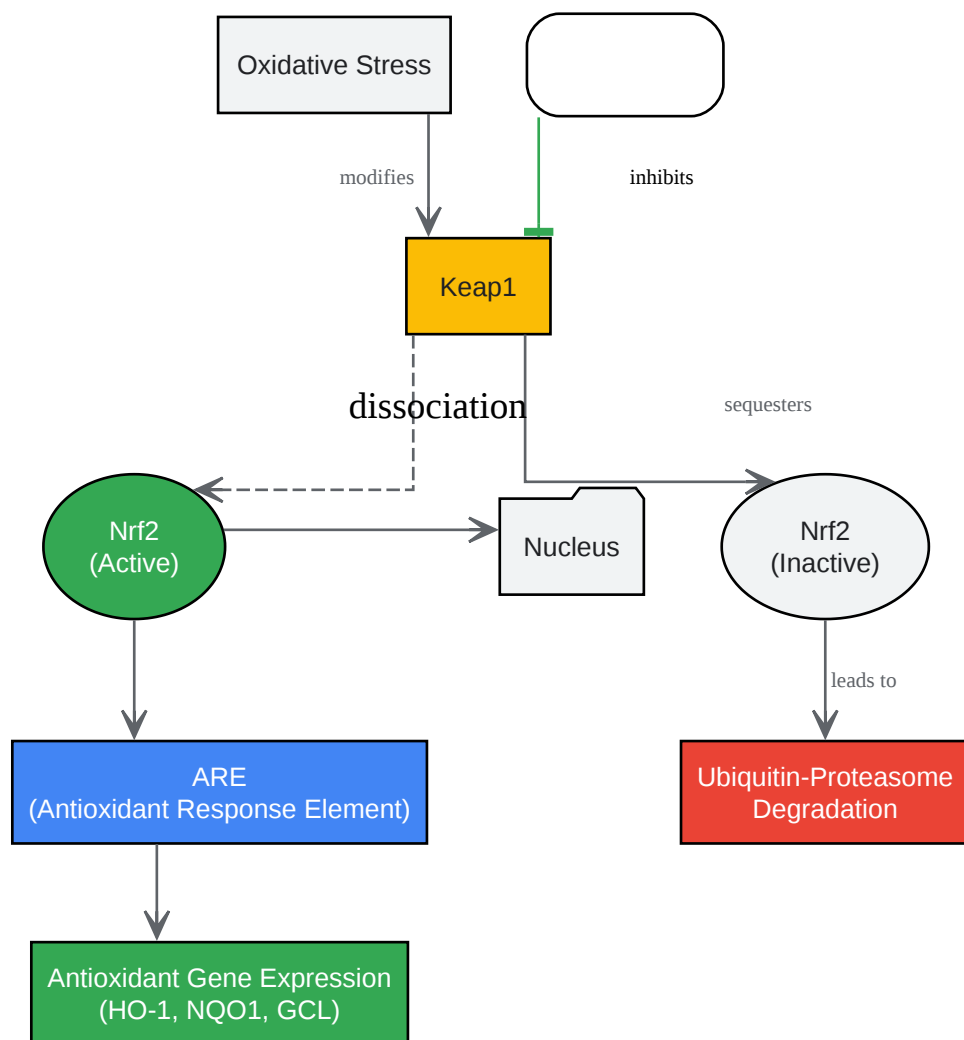 Oxidative Stress
modifies
inhibits
Keap1
dissociation
sequesters
Nrf2
(Active)
Nucleus
Nrf2
(Inactive)
leads to
ARE
(Antioxidant Response Element)
Ubiquitin-Proteasome
Degradation
Antioxidant Gene Expression
(HO-1, NQO1, GCL)